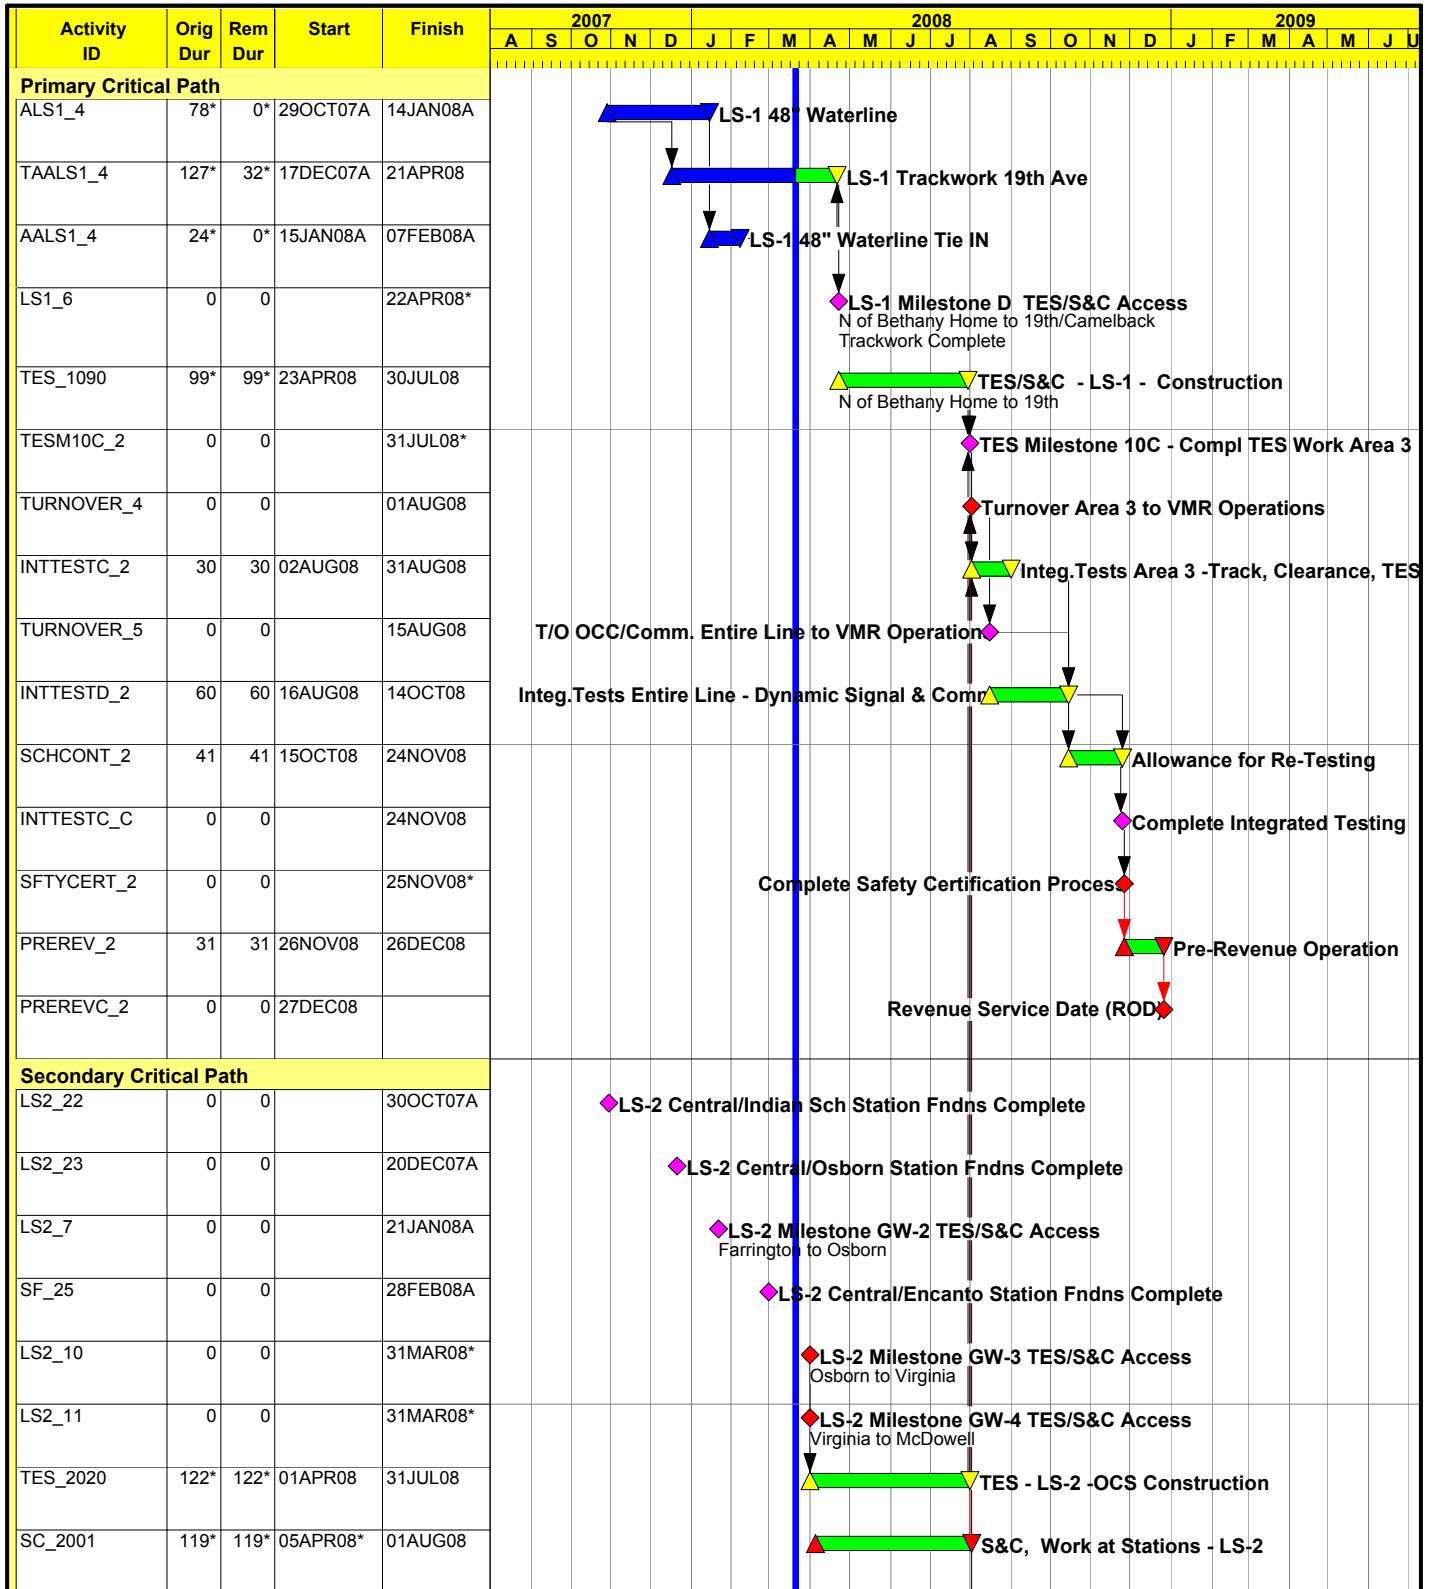 Activity ID Orig Dur Rem Dur Start Finish 2007 2008 2009
A S O N D J F M A M J J A S O N D J F M A M J JU
Primary Critical Path
ALS1_4 78* 0* 29OCT07A 14JAN08A LS-1 48" Waterline
TAALS1_4 127* 32* 17DEC07A 21APR08 LS-1 Trackwork 19th Ave
AALS1_4 24* 0* 15JAN08A 07FEB08A LS-1 48" Waterline Tie IN
LS1_6 0 0 22APR08* LS-1 Milestone D TES/S&C Access
N of Bethany Home to 19th/Camelback
Trackwork Complete
TES_1090 99* 99* 23APR08 30JUL08 TES/S&C - LS-1 - Construction
N of Bethany Home to 19th
TESM10C_2 0 0 31JUL08* TES Milestone 10C - Compl TES Work Area 3
TURNOVER_4 0 0 01AUG08 Turnover Area 3 to VMR Operations
INTTESTC_2 30 30 02AUG08 31AUG08 Integ.Tests Area 3 -Track, Clearance, TES
TURNOVER_5 0 0 15AUG08 T/O OCC/Comm. Entire Line to VMR Operation
INTTESTD_2 60 60 16AUG08 14OCT08 Integ.Tests Entire Line - Dynamic Signal & Comm
SCHCONT_2 41 41 15OCT08 24NOV08 Allowance for Re-Testing
INTTESTC_C 0 0 24NOV08 Complete Integrated Testing
SFTYCERT_2 0 0 25NOV08* Complete Safety Certification Process
PREREV_2 31 31 26NOV08 26DEC08 Pre-Revenue Operation
PREREVC_2 0 0 27DEC08 Revenue Service Date (ROD)
Secondary Critical Path
LS2_22 0 0 30OCT07A LS-2 Central/Indian Sch Station Fndns Complete
LS2_23 0 0 20DEC07A LS-2 Central/Osborn Station Fndns Complete
LS2_7 0 0 21JAN08A LS-2 Milestone GW-2 TES/S&C Access
Farrington to Osborn
SF_25 0 0 28FEB08A LS-2 Central/Encanto Station Fndns Complete
LS2_10 0 0 31MAR08* LS-2 Milestone GW-3 TES/S&C Access
Osborn to Virginia
LS2_11 0 0 31MAR08* LS-2 Milestone GW-4 TES/S&C Access
Virginia to McDowell
TES_2020 122* 122* 01APR08 31JUL08 TES - LS-2 -OCS Construction
SC_2001 119* 119* 05APR08* 01AUG08 S&C, Work at Stations - LS-2